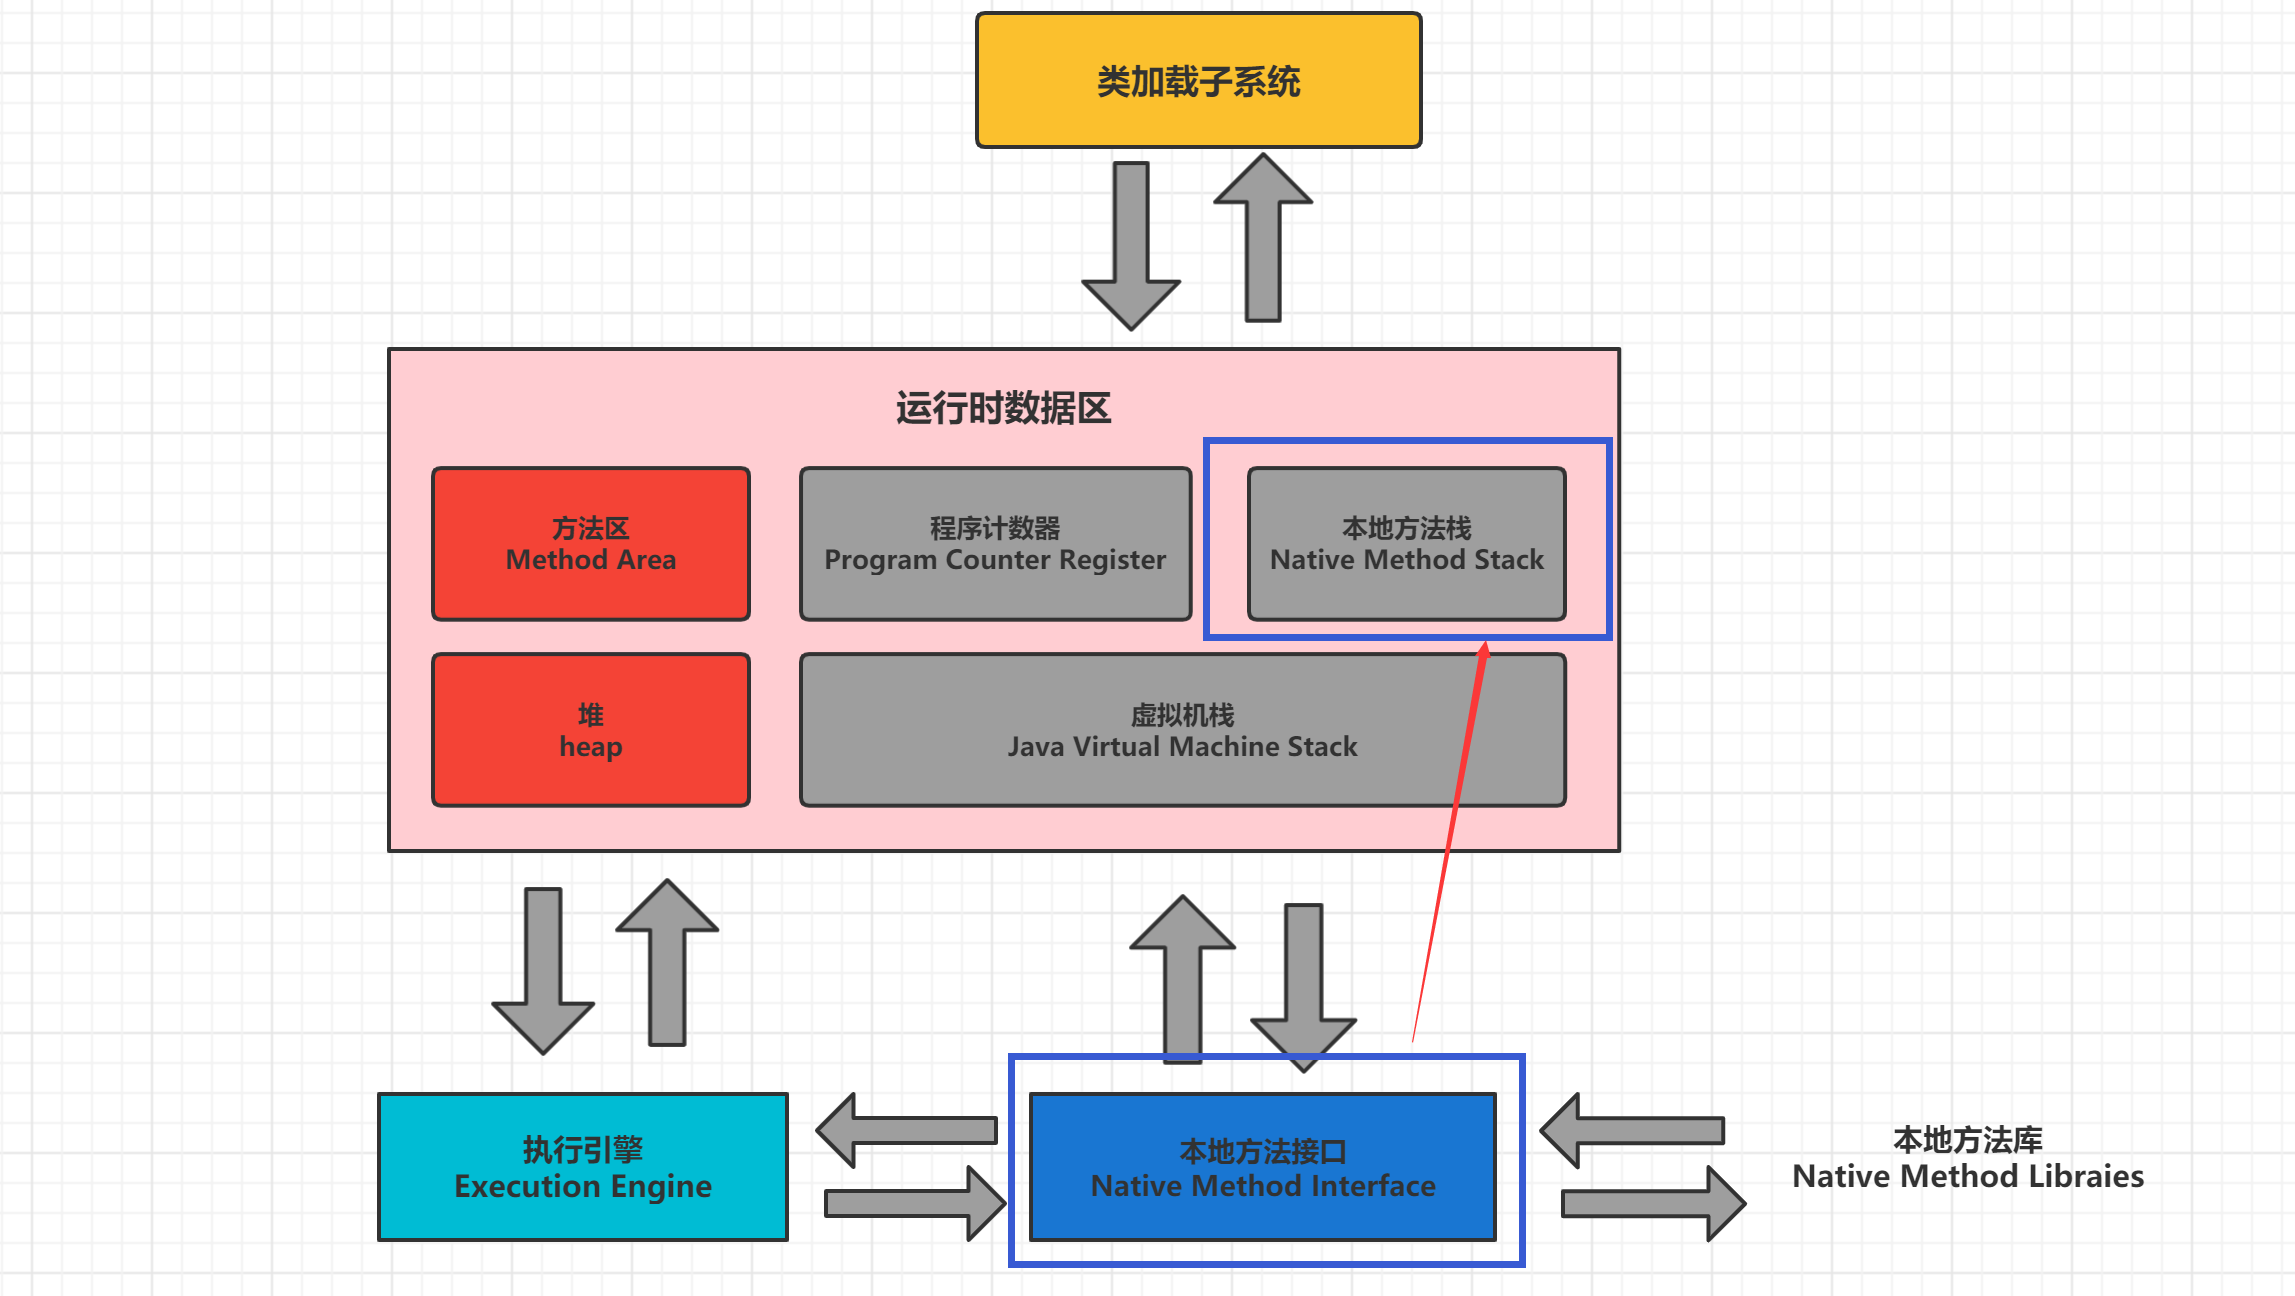 类加载子系统
运行时数据区
方法区
Method Area
程序计数器
Program Counter Register
本地方法栈
Native Method Stack
堆
heap
虚拟机栈
Java Virtual Machine Stack
执行引擎
Execution Engine
本地方法接口
Native Method Interface
本地方法库
Native Method Libraies